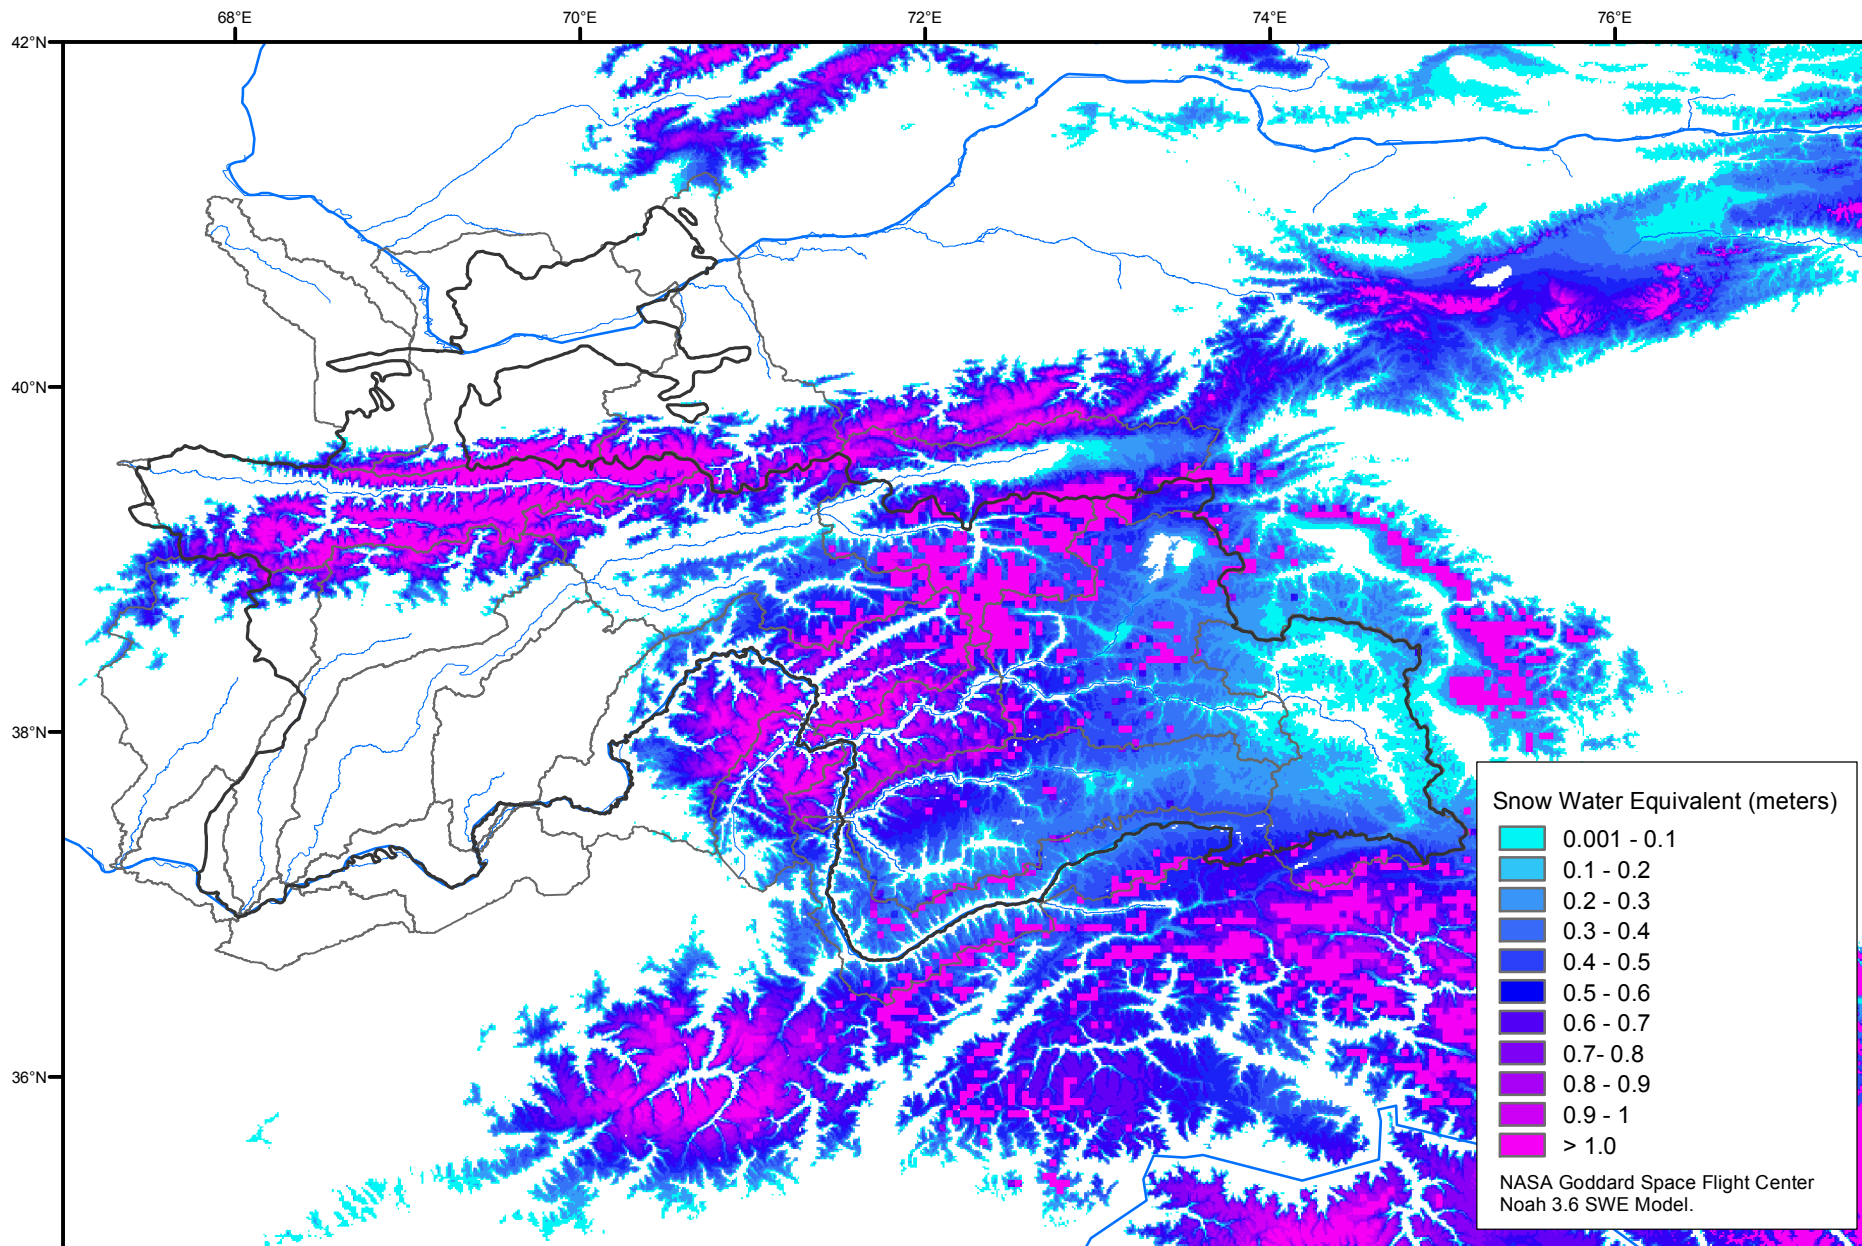 68°E
70°E
72°E
74°E
76°E
42°N
40°N
38°N
36°N
Snow Water Equivalent (meters)
0.001 - 0.1
0.1 - 0.2
0.2 - 0.3
0.3 - 0.4
0.4 - 0.5
0.5 - 0.6
0.6 - 0.7
0.7- 0.8
0.8 - 0.9
0.9 - 1
> 1.0
NASA Goddard Space Flight Center
Noah 3.6 SWE Model.